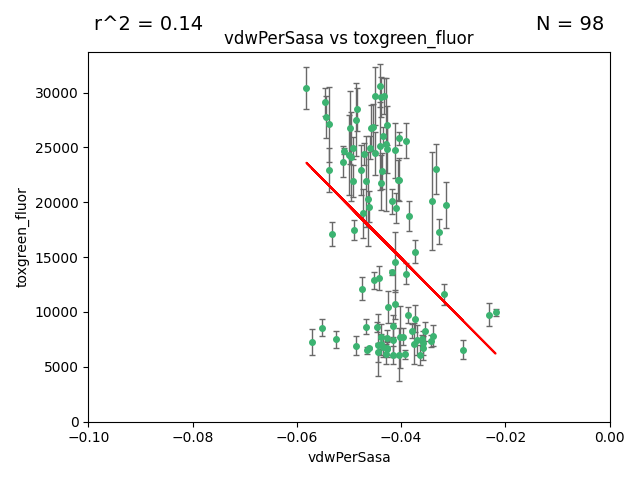 r^2 = 0.14
N = 98
vdwPerSasa vs toxgreen_fluor
30000
25000
20000
15000
10000
5000
0
toxgreen_fluor
−0.10
−0.08
−0.06
−0.04
−0.02
0.00
vdwPerSasa